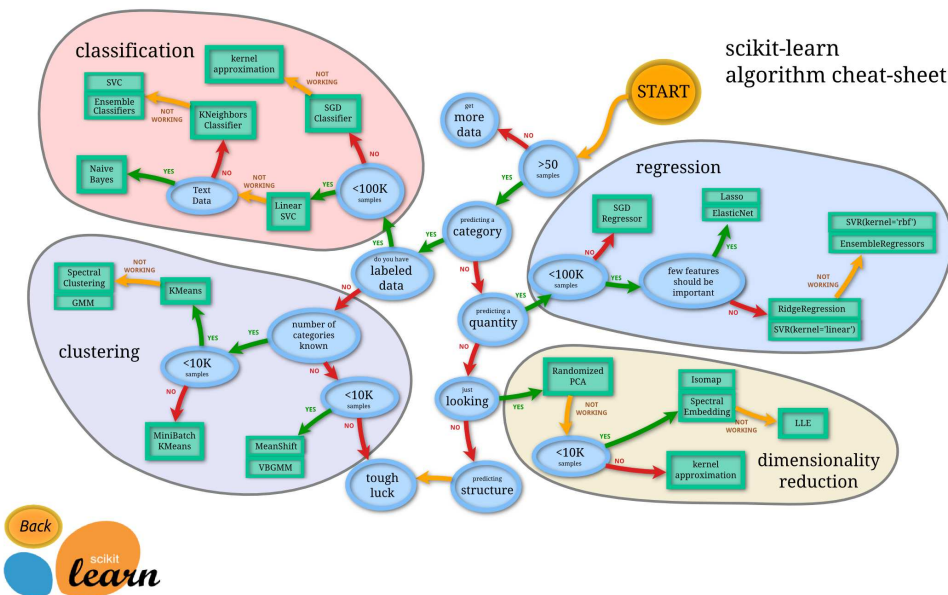 scikit-learn
algorithm cheat-sheet
START
classification
kernel
approximation
NOT
WORKING
SVC
Ensemble
Classifiers
NOT
WORKING
KNeighbors
Classifier
SGD
Classifier
NO
NO
Naive
Bayes
YES
Text
Data
NOT
WORKING
Linear
SVC
YES
<100K
samples
get
more
data
NO
>50
samples
YES
predicting a
category
YES
NO
do you have
labeled
data
YES
NO
predicting a
quantity
YES
NO
just
looking
YES
NO
predicting
structure
tough
luck
regression
SGD
Regressor
NO
<100K
samples
YES
few features
should be
important
Lasso
ElasticNet
YES
NO
RidgeRegression
SVR(kernel='linear')
NOT
WORKING
SVR(kernel='rbf')
EnsembleRegressors
clustering
Spectral
Clustering
GMM
NOT
WORKING
KMeans
YES
<10K
samples
YES
number of
categories
known
NO
NO
MiniBatch
KMeans
<10K
samples
YES
NO
MeanShift
VBGMM
Randomized
PCA
NOT
WORKING
<10K
samples
YES
NO
Isomap
Spectral
Embedding
NOT
WORKING
LLE
kernel
approximation
dimensionality
reduction
Back
scikit
learn